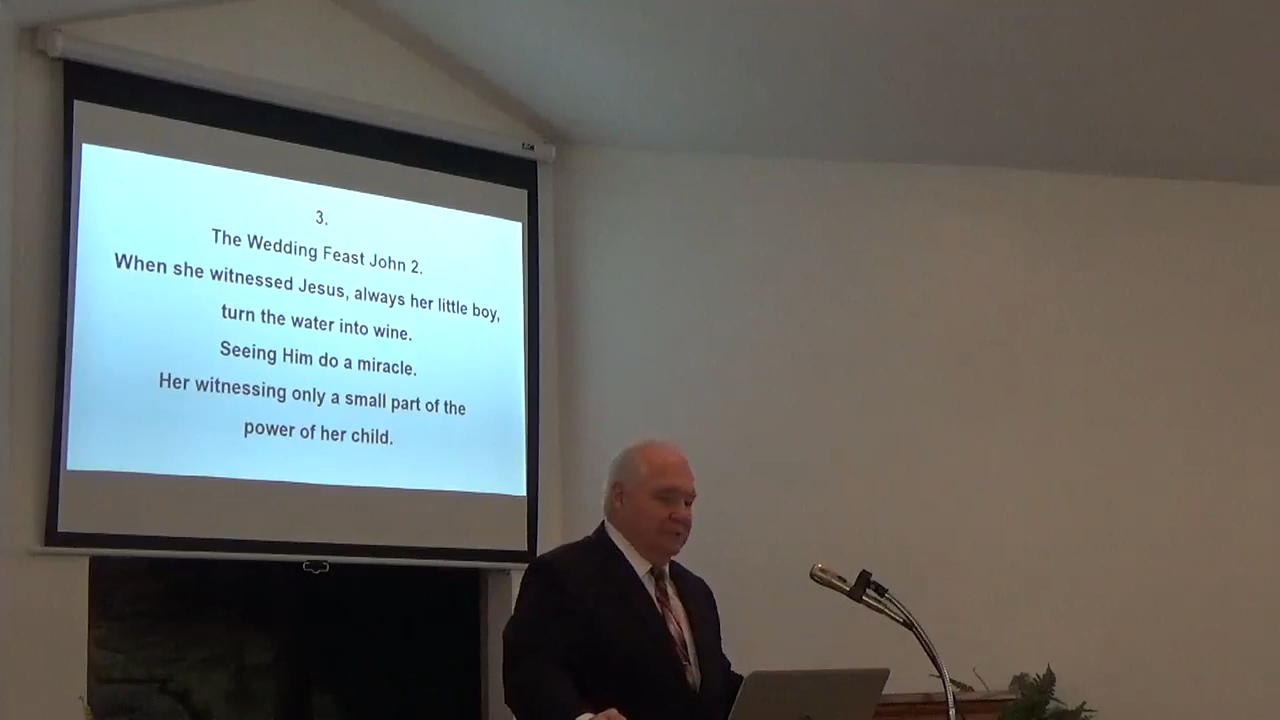 3.
The Wedding Feast John 2.
When she witnessed Jesus, always her little boy,
turn the water into wine.
Seeing Him do a miracle.
Her witnessing only a small part of the
power of her child.